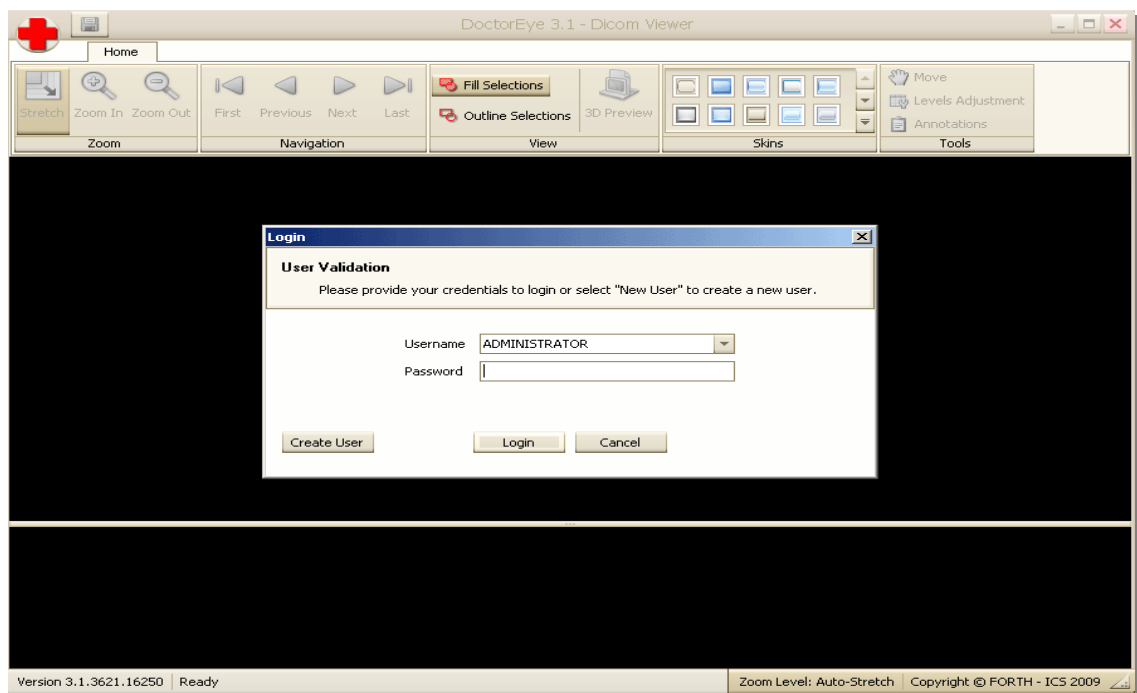 DoctorEye 3.1 - Dicom Viewer
Home
Stretch Zoom In Zoom Out
Zoom
First Previous Next Last
Navigation
Fill Selections
Outline Selections
3D Preview
View
Skins
Move
Levels Adjustment
Annotations
Tools
Login
User Validation
Please provide your credentials to login or select "New User" to create a new user.
Username ADMINISTRATOR
Password
Create User Login Cancel
Version 3.1.3621.16250 Ready Zoom Level: Auto-Stretch Copyright © FORTH - ICS 2009